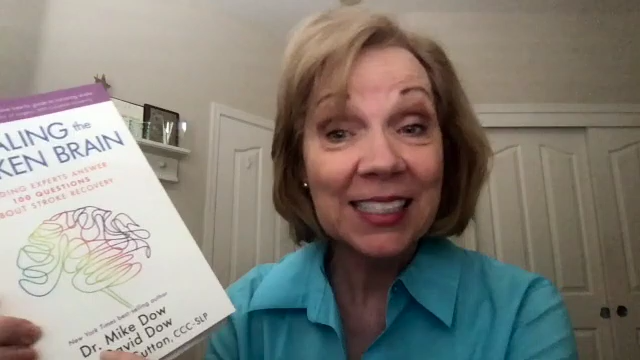 ALING the
KEN BRAIN
DING EXPERTS ANSWER
100 QUESTIONS
BOUT STROKE RECOVERY
New York Times best-selling author
Dr. Mike Dow
avid Dow
Sutton, CCC-SLP